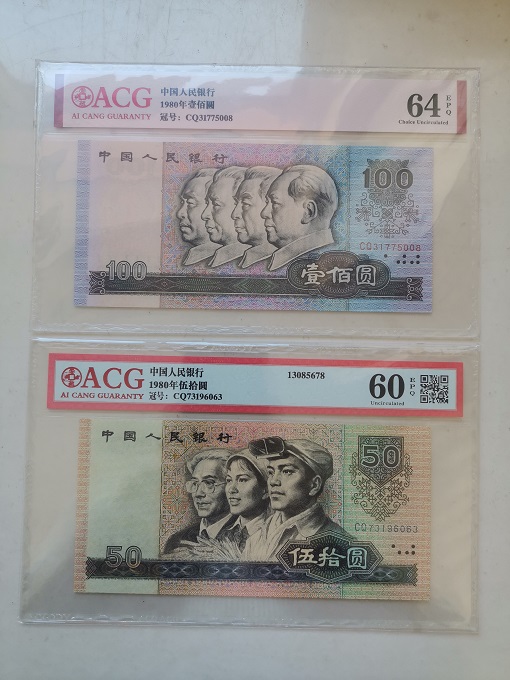 ACG
AI CANG GUARANTY
中国人民银行
1980年壹佰圆
冠号：CQ31775008
64 EPQ
Choice Uncirculated
中国人民银行
100
CQ31775008
100
壹佰圆
ACG
AI CANG GUARANTY
中国人民银行
1980年伍拾圆
冠号：CQ73196063
13085678
60 EPQ
Uncirculated
中国人民银行
50
CQ73196063
50
伍拾圆